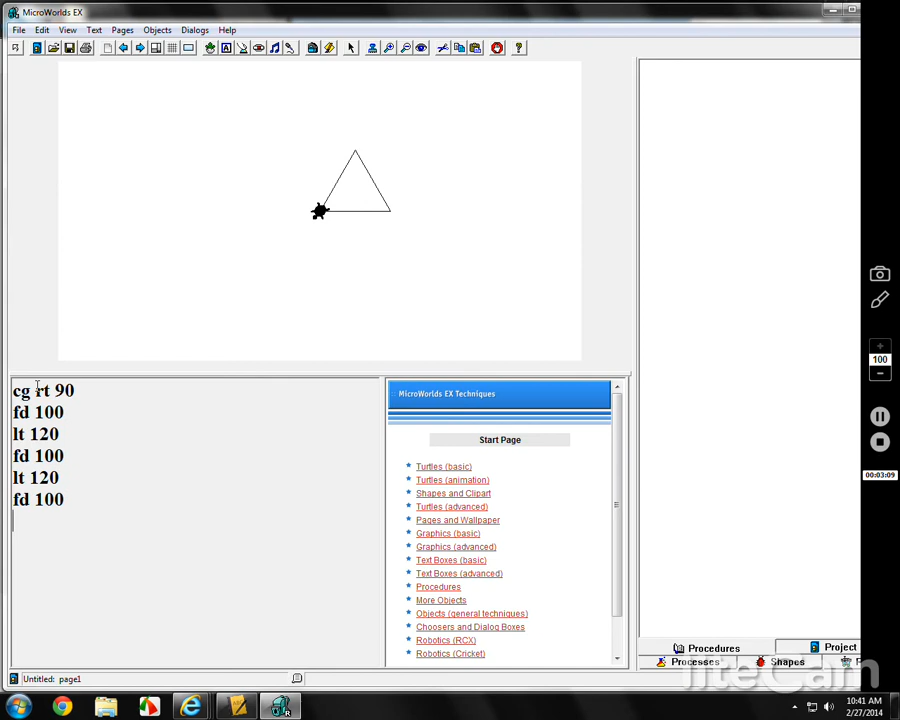 MicroWorlds EX
File Edit View Text Pages Objects Dialogs Help
cg rt 90
fd 100
lt 120
fd 100
lt 120
fd 100
MicroWorlds EX Techniques
Start Page
Turtles (basic)
Turtles (animation)
Shapes and Clipart
Turtles (advanced)
Pages and Wallpaper
Graphics (basic)
Graphics (advanced)
Text Boxes (basic)
Text Boxes (advanced)
Procedures
More Objects
Objects (general techniques)
Choosers and Dialog Boxes
Robotics (RCX)
Robotics (Cricket)
100
00:03:09
Procedures Project
Processes Shapes
liteCam
Untitled: page1
10:41 AM
2/27/2014